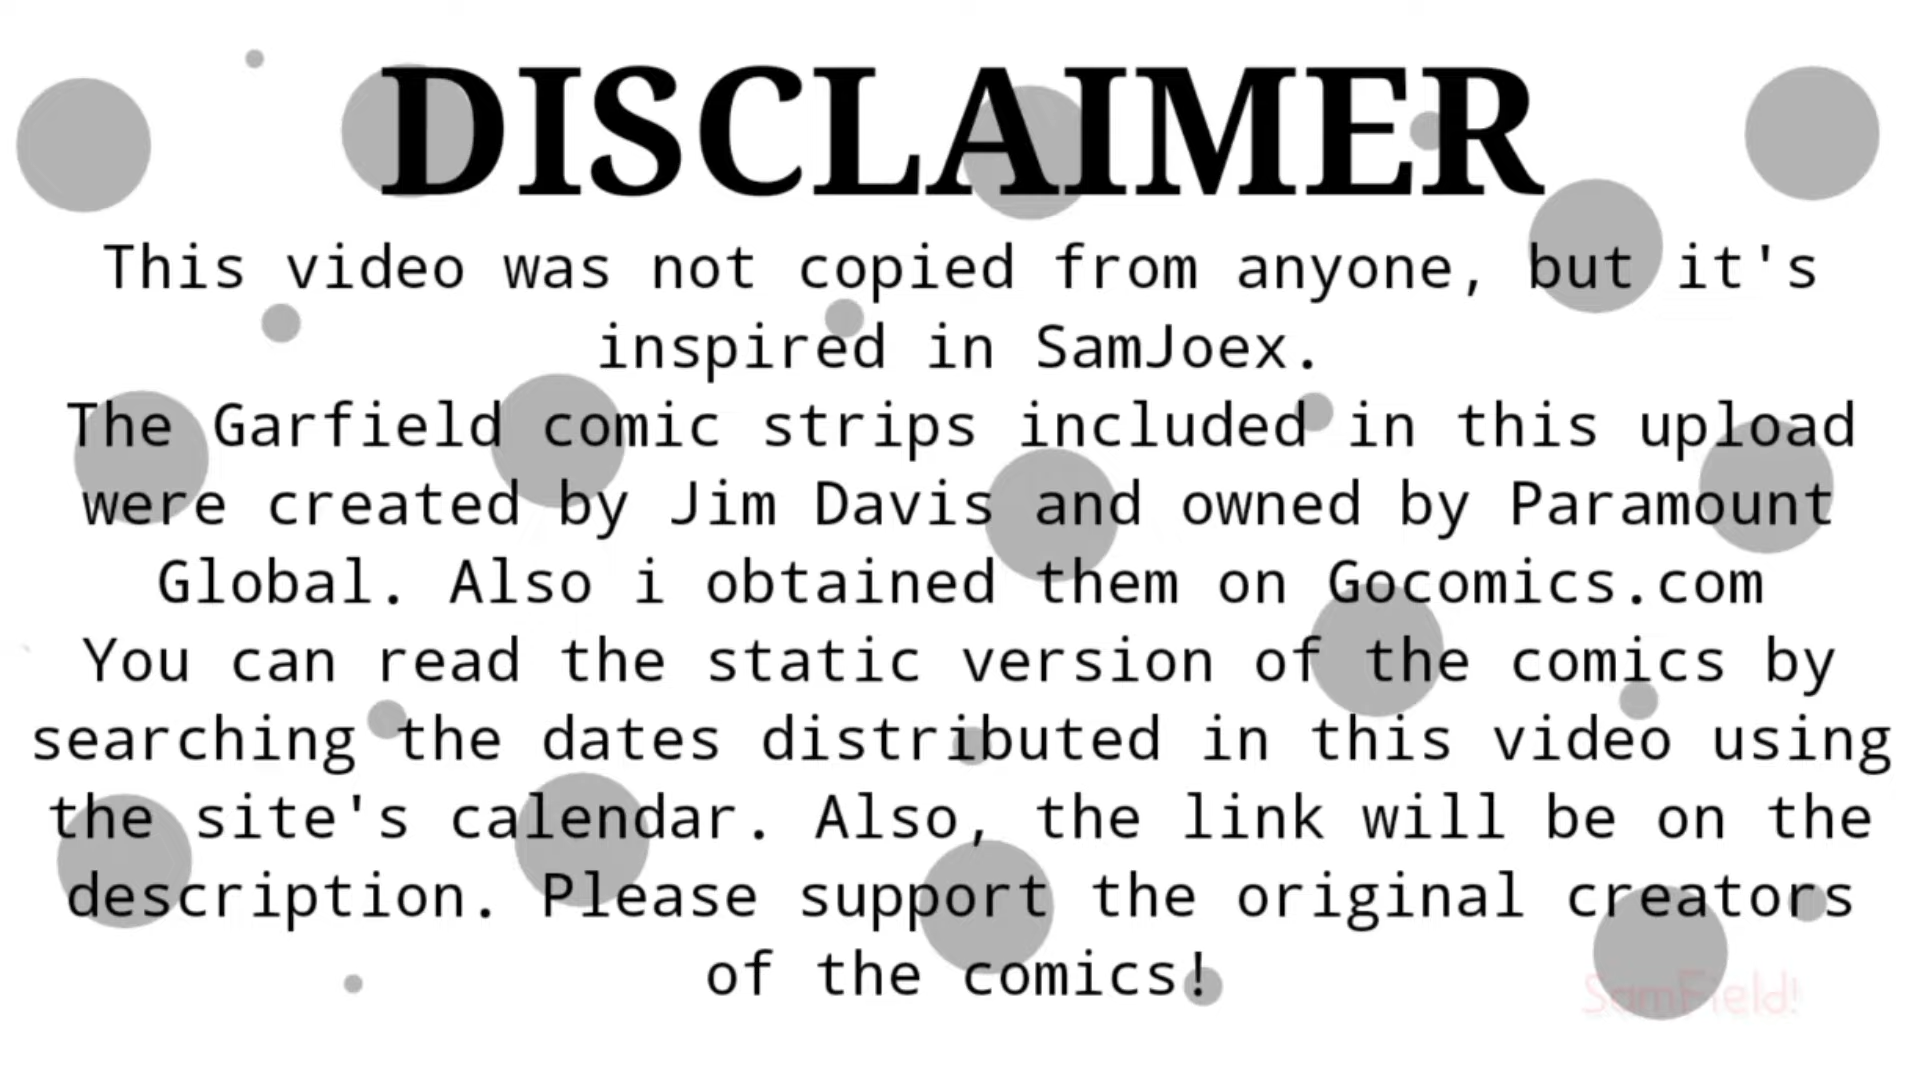 DISCLAIMER
This video was not copied from anyone, but it's
inspired in SamJoex.
The Garfield comic strips included in this upload
were created by Jim Davis and owned by Paramount
Global. Also i obtained them on Gocomics.com
You can read the static version of the comics by
searching the dates distributed in this video using
the site's calendar. Also, the link will be on the
description. Please support the original creators
of the comics!
SamField!